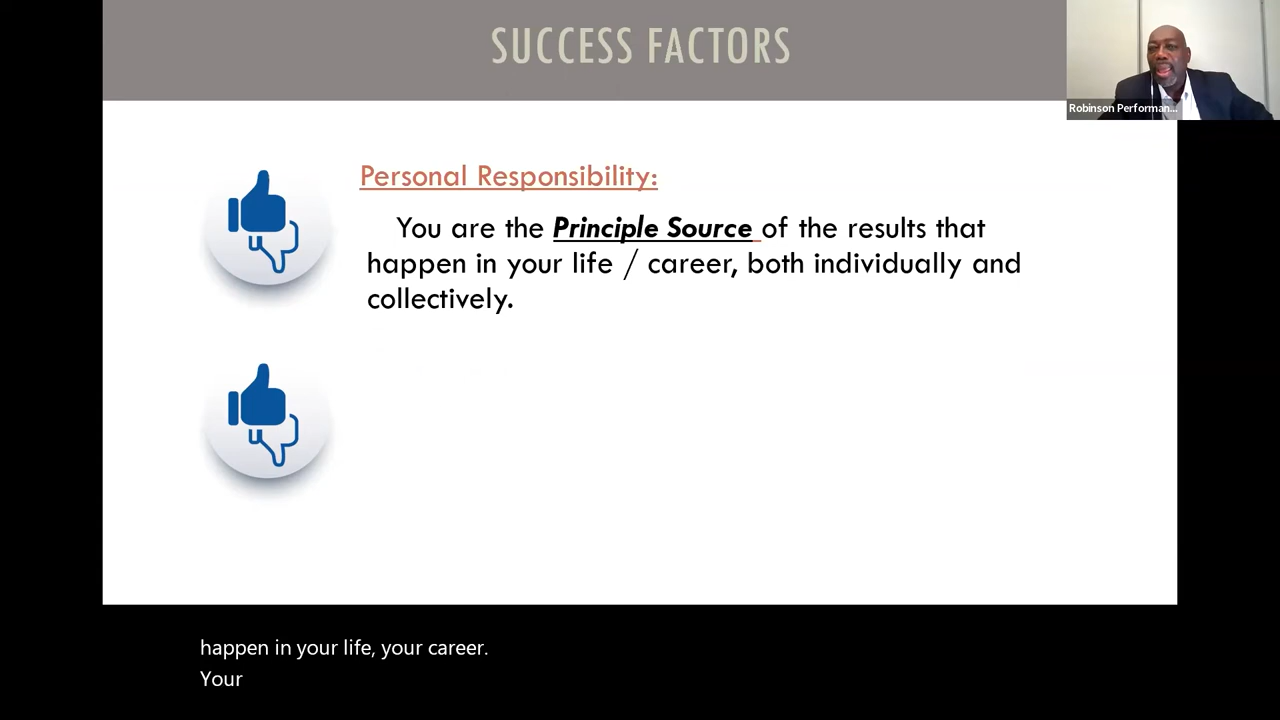 SUCCESS FACTORS
Robinson Performan...
Personal Responsibility:
You are the Principle Source of the results that
happen in your life / career, both individually and
collectively.
happen in your life, your career.
Your